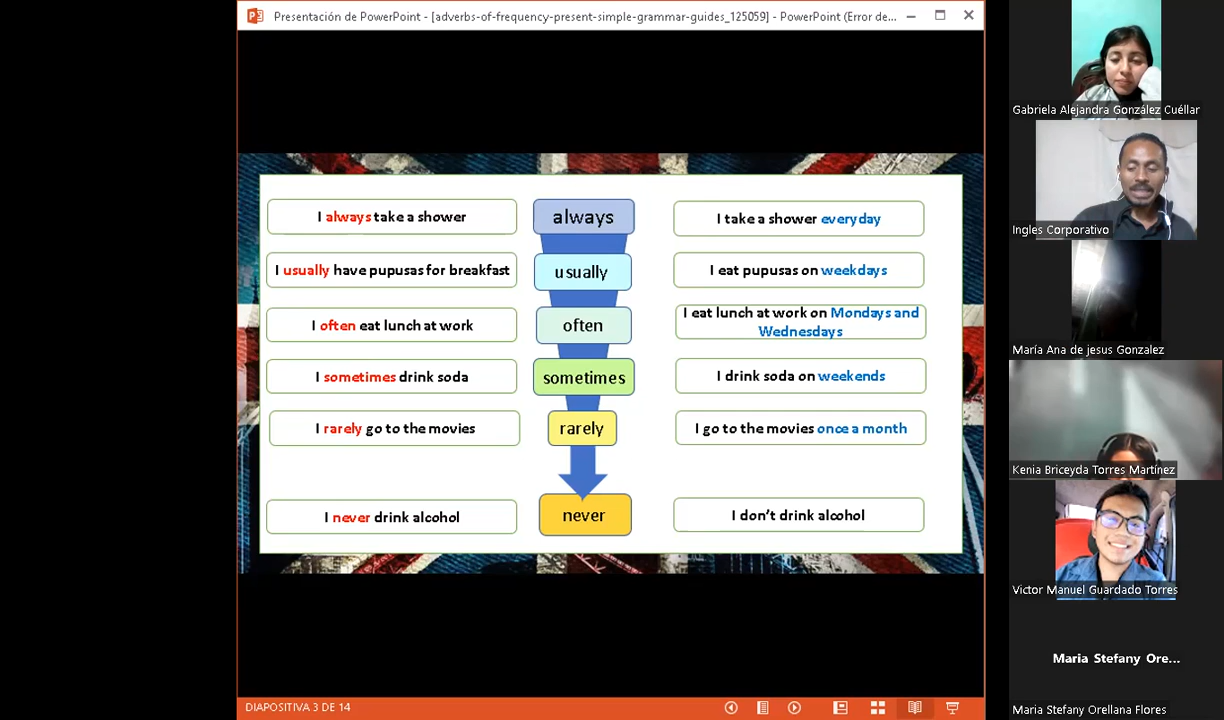 Presentación de PowerPoint - [adverbs-of-frequency-present-simple-grammar-guides_125059] - PowerPoint (Error de...
I always take a shower
always
I take a shower everyday
I usually have pupusas for breakfast
usually
I eat pupusas on weekdays
I often eat lunch at work
often
I eat lunch at work on Mondays and
Wednesdays
I sometimes drink soda
sometimes
I drink soda on weekends
I rarely go to the movies
rarely
I go to the movies once a month
I never drink alcohol
never
I don't drink alcohol
DIAPOSITIVA 3 DE 14
Gabriela Alejandra González Cuéllar
Ingles Corporativo
María Ana de jesus Gonzalez
Kenia Briceyda Torres Martínez
Victor Manuel Guardado Torres
Maria Stefany Ore...
Maria Stefany Orellana Flores